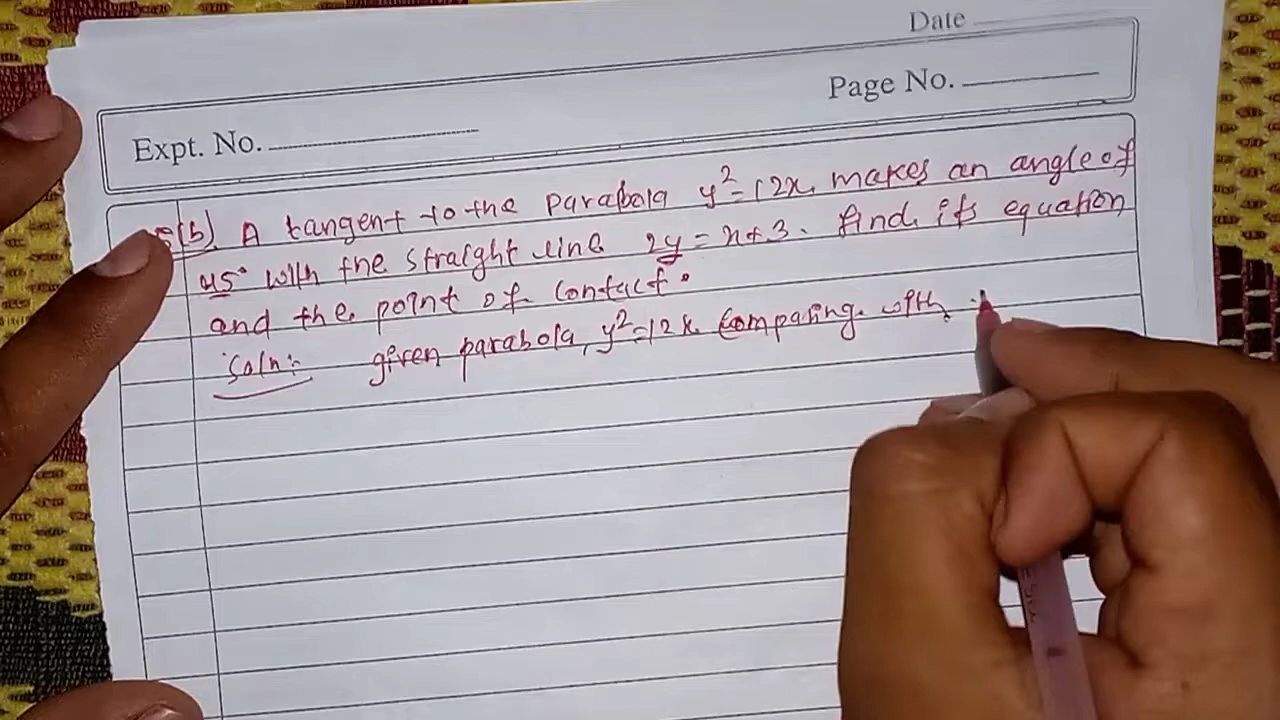 Date
Page No.
Expt. No.
5(b). A tangent to the parabola y²=12x makes an angle of
45° with the straight line 2y = x+3. find its equation
and the point of contact.
Soln:- given parabola, y²=12x comparing with